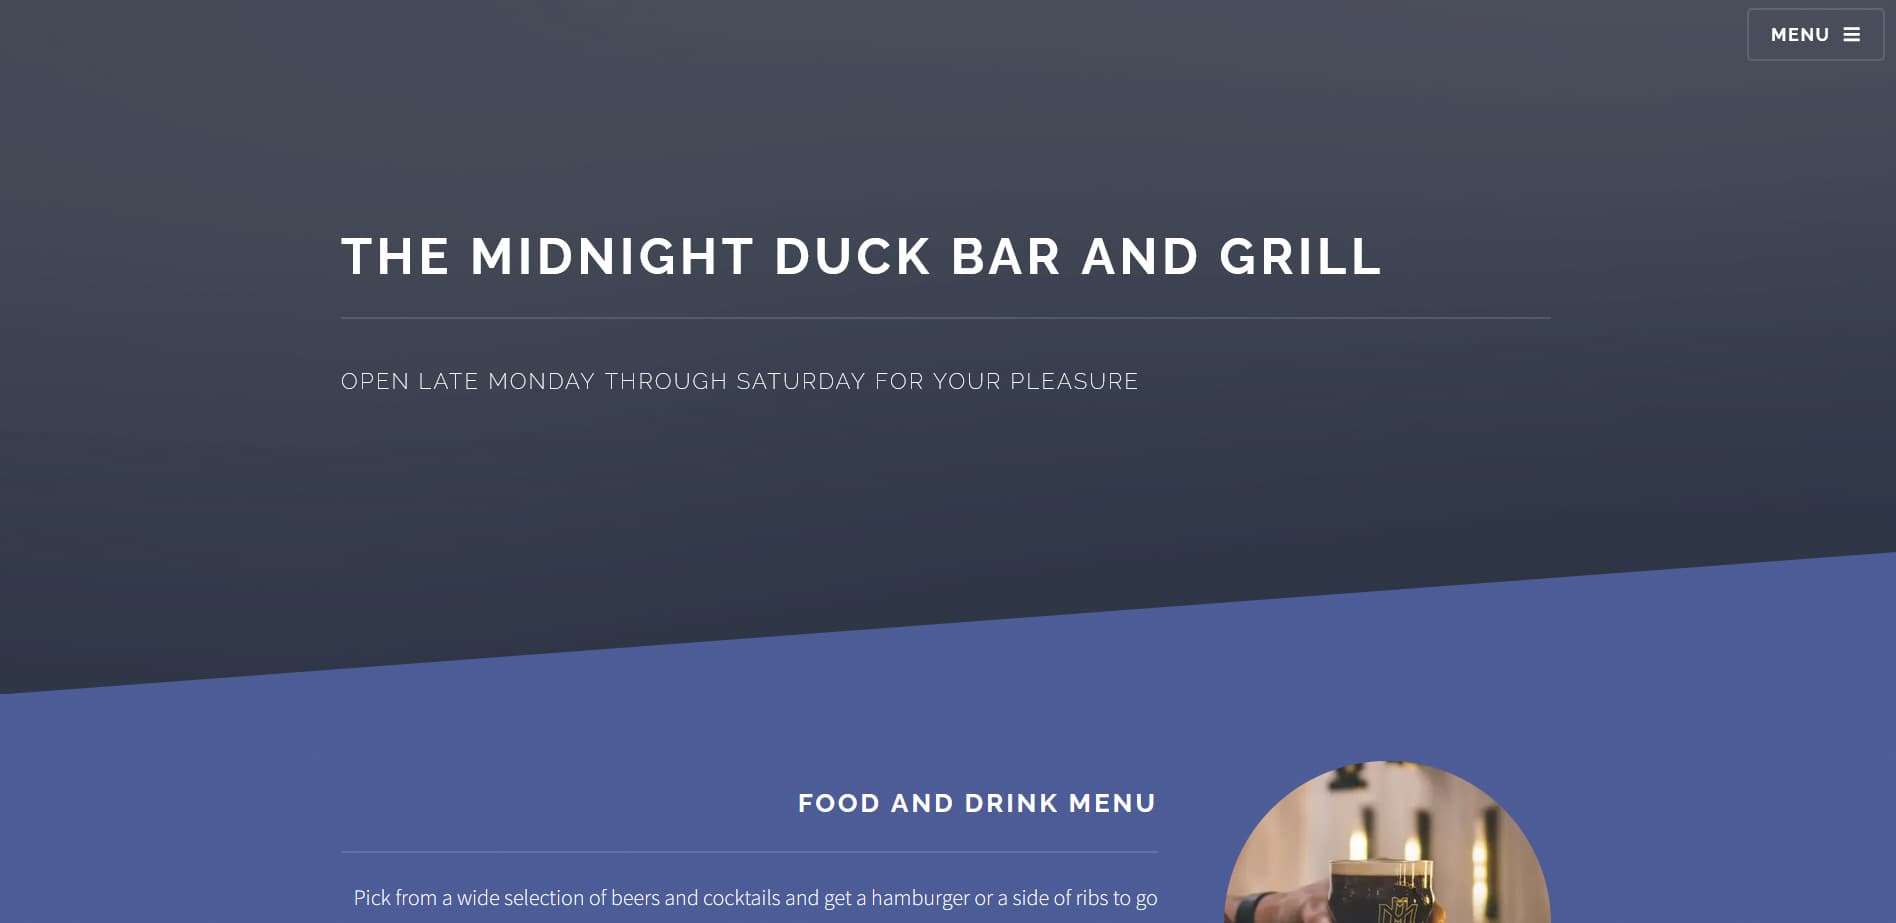 MENU
THE MIDNIGHT DUCK BAR AND GRILL
OPEN LATE MONDAY THROUGH SATURDAY FOR YOUR PLEASURE
FOOD AND DRINK MENU
Pick from a wide selection of beers and cocktails and get a hamburger or a side of ribs to go